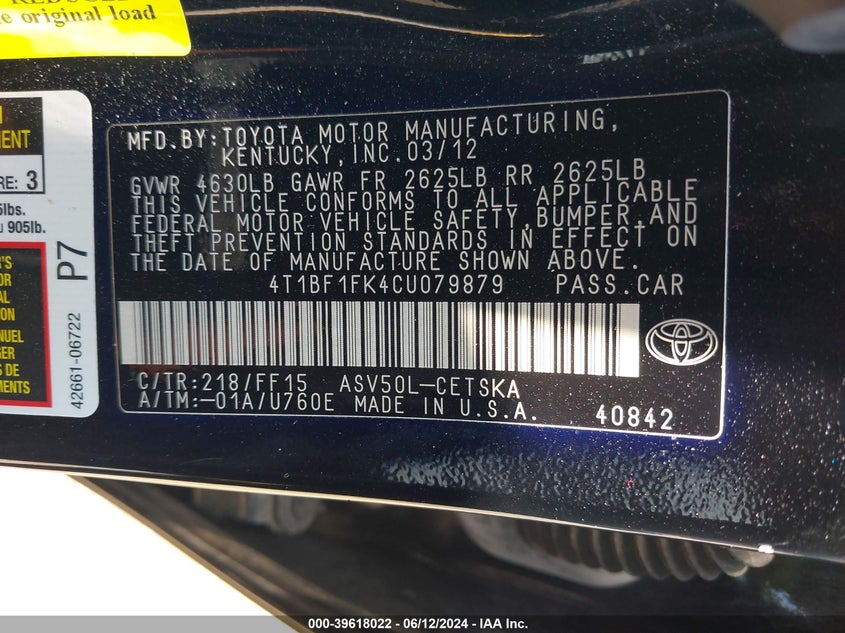 e original load
MENT
RE: 3
lbs.
905lb.
P7
42661-06722
MFD.BY:TOYOTA MOTOR MANUFACTURING,
KENTUCKY,INC.03/12
GVWR 4630LB GAWR FR 2625LB RR 2625LB
THIS VEHICLE CONFORMS TO ALL APPLICABLE
FEDERAL MOTOR VEHICLE SAFETY,BUMPER,AND
THEFT PREVENTION STANDARDS IN EFFECT ON
THE DATE OF MANUFACTURE SHOWN ABOVE.
4T1BF1FK4CU079879 PASS.CAR
C/TR:218/FF15 ASV50L-CETSKA
A/TM:-01A/U760E MADE IN U.S.A. 40842
000-39618022 - 06/12/2024 - IAA Inc.